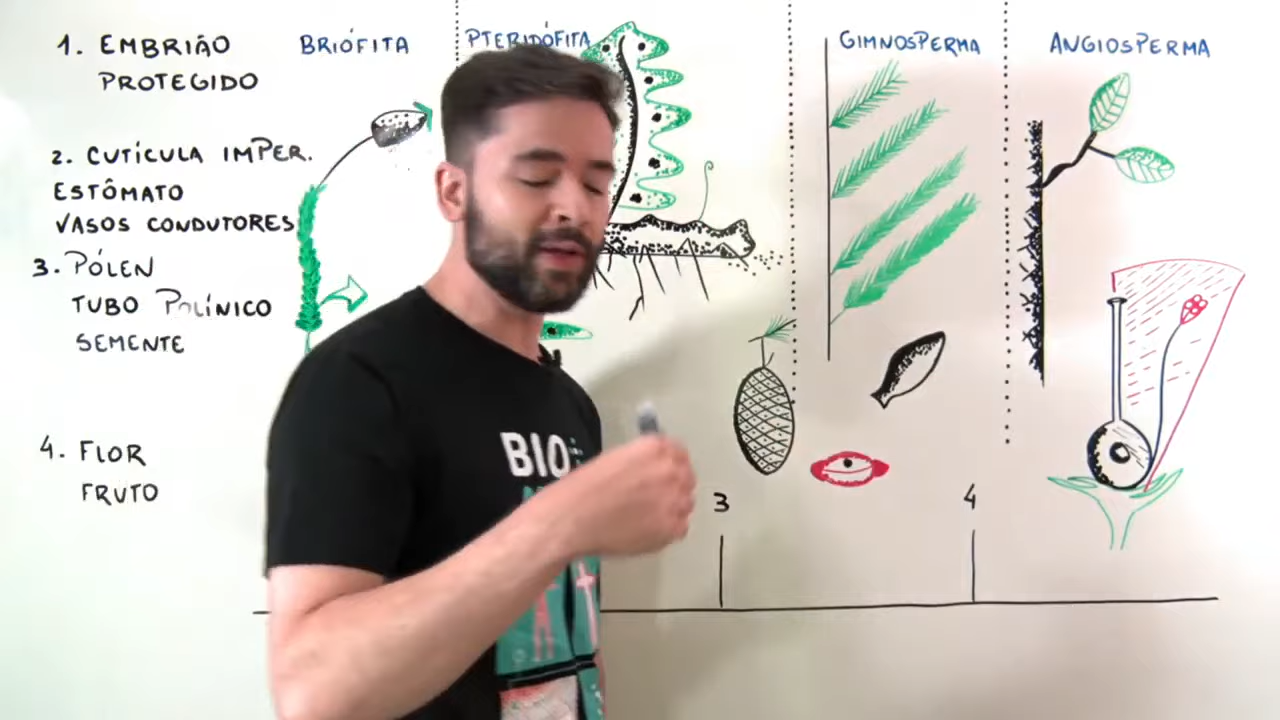 1. EMBRIÃO
PROTEGIDO
2. CUTÍCULA IMPER.
ESTÔMATO
VASOS CONDUTORES
3. PÓLEN
TUBO POLÍNICO
SEMENTE
4. FLOR
FRUTO
BRIÓFITA
PTERIDÓFITA
GIMNOSPERMA
ANGIOSPERMA
3
4
BIO